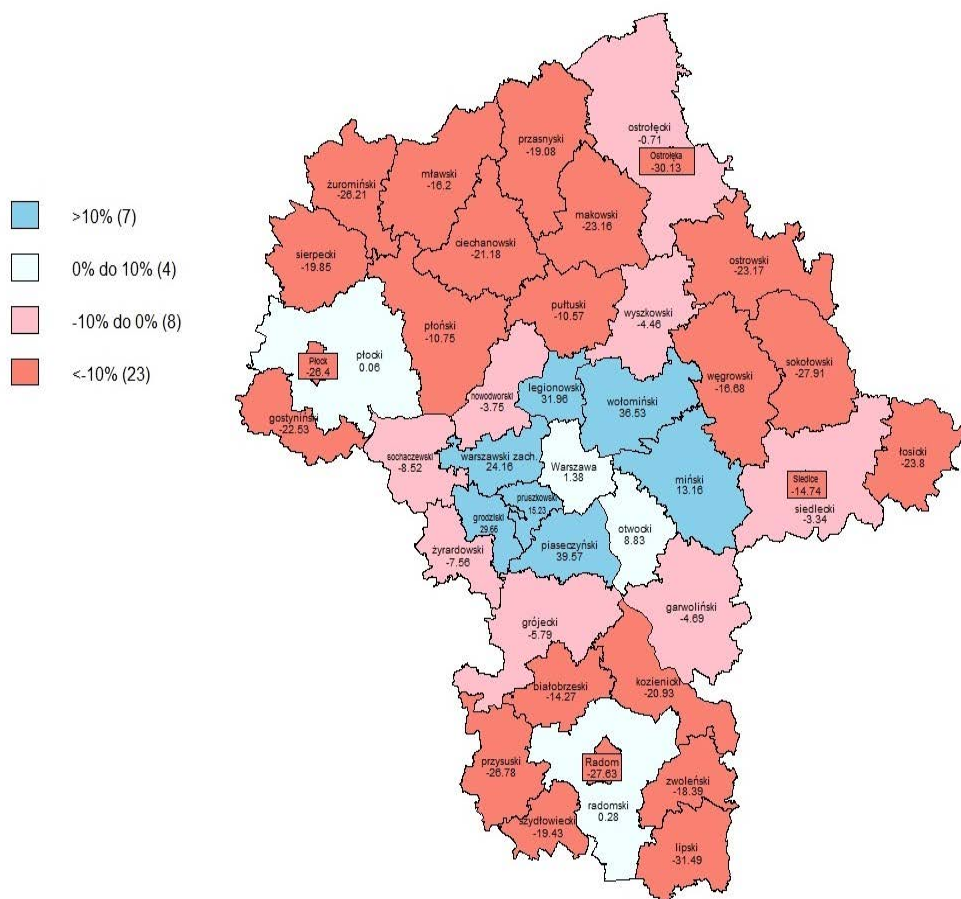 >10% (7)
0% do 10% (4)
-10% do 0% (8)
<-10% (23)
ostrołęcki
-0.71
Ostrołęka
-30.13
przasnyski
-19.08
mławski
-16.2
żuromiński
-26.21
makowski
-23.16
ciechanowski
-21.18
sierpecki
-19.85
ostrowski
-23.17
pułtuski
-10.57
wyszkowski
-4.46
płoński
-10.75
płocki
0.06
Płock
-26.4
węgrowski
-16.68
sokołowski
-27.91
legionowski
31.96
wołomiński
36.53
nowodworski
-3.75
gostyniński
-22.53
sochaczewski
-8.52
warszawski zach.
24.16
Warszawa
1.38
miński
13.16
Siedlce
-14.74
siedlecki
-3.34
łosicki
-23.8
pruszkowski
15.23
grodziski
29.66
otwocki
8.83
piaseczyński
39.57
żyrardowski
-7.56
garwoliński
-4.69
grójecki
-5.79
białobrzeski
-14.27
kozienicki
-20.93
przysuski
-26.78
Radom
-27.63
zwoleński
-18.39
radomski
0.28
szydłowiecki
-19.43
lipski
-31.49